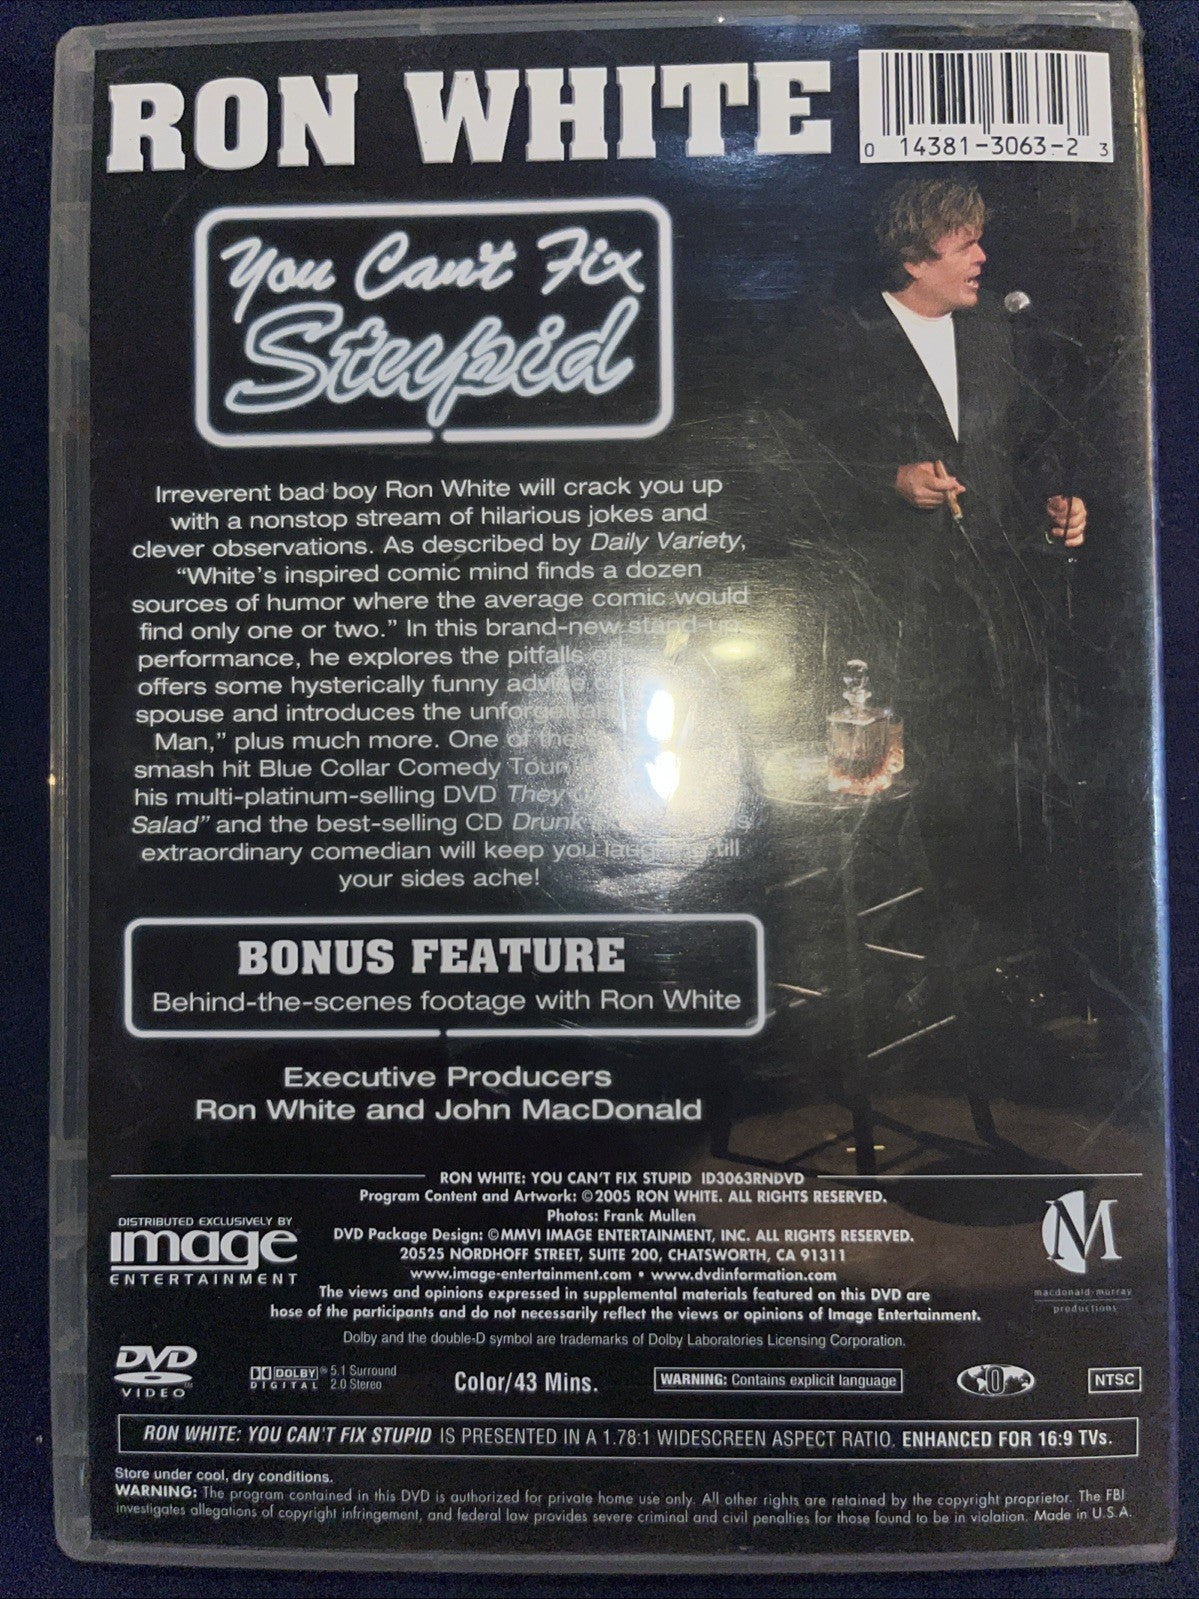 RON WHITE
0 14381-3063-2 3
You Can't Fix
Stupid
Irreverent bad boy Ron White will crack you up
with a nonstop stream of hilarious jokes and
clever observations. As described by Daily Variety,
“White’s inspired comic mind finds a dozen
sources of humor where the average comic would
find only one or two.” In this brand-new stand-up
performance, he explores the pitfalls
offers some hysterically funny advice
spouse and introduces the
Man,” plus much more. One of the
smash hit Blue Collar Comedy Tour
his multi-platinum-selling DVD They
Salad” and the best-selling CD Drunk
extraordinary comedian will keep you laughing till
your sides ache!
BONUS FEATURE
Behind-the-scenes footage with Ron White
Executive Producers
Ron White and John MacDonald
RON WHITE: YOU CAN'T FIX STUPID ID3063RNDVD
Program Content and Artwork: ©2005 RON WHITE. ALL RIGHTS RESERVED.
Photos: Frank Mullen
DVD Package Design: ©MMVI IMAGE ENTERTAINMENT, INC. ALL RIGHTS RESERVED.
20525 NORDHOFF STREET, SUITE 200, CHATSWORTH, CA 91311
www.image-entertainment.com • www.dvdinformation.com
The views and opinions expressed in supplemental materials featured on this DVD are
hose of the participants and do not necessarily reflect the views or opinions of Image Entertainment.
Dolby and the double-D symbol are trademarks of Dolby Laboratories Licensing Corporation.
DISTRIBUTED EXCLUSIVELY BY
image
ENTERTAINMENT
M
macdonald-murray
productions
DVD
VIDEO™
DOLBY®
DIGITAL
5.1 Surround
2.0 Stereo
Color/43 Mins.
WARNING: Contains explicit language
0
NTSC
RON WHITE: YOU CAN'T FIX STUPID IS PRESENTED IN A 1.78:1 WIDESCREEN ASPECT RATIO. ENHANCED FOR 16:9 TVs.
Store under cool, dry conditions.
WARNING: The program contained in this DVD is authorized for private home use only. All other rights are retained by the copyright proprietor. The FBI
investigates allegations of copyright infringement, and federal law provides severe criminal and civil penalties for those found to be in violation. Made in U.S.A.